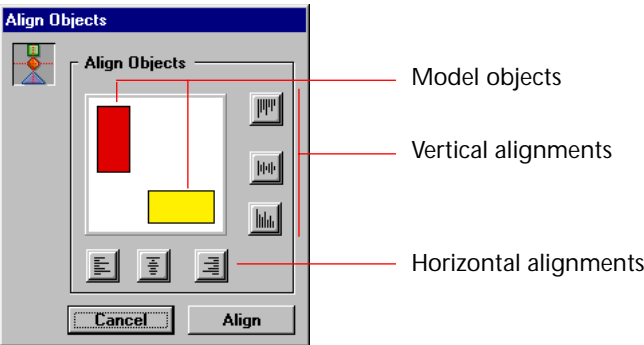 Align Objects
Align Objects
Model objects
Vertical alignments
Horizontal alignments
Cancel
Align